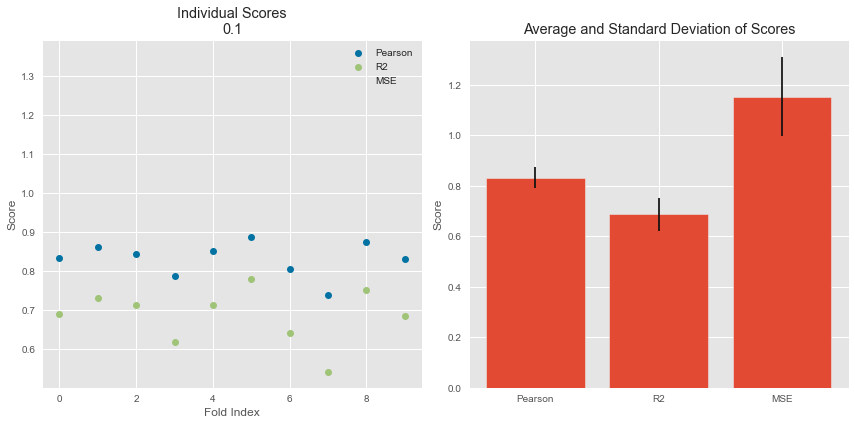 Individual Scores
0.1
Pearson
R2
MSE
1.3
1.2
1.1
1.0
0.9
0.8
0.7
0.6
Score
0
2
4
6
8
Fold Index
Average and Standard Deviation of Scores
1.2
1.0
0.8
0.6
0.4
0.2
0.0
Score
Pearson
R2
MSE